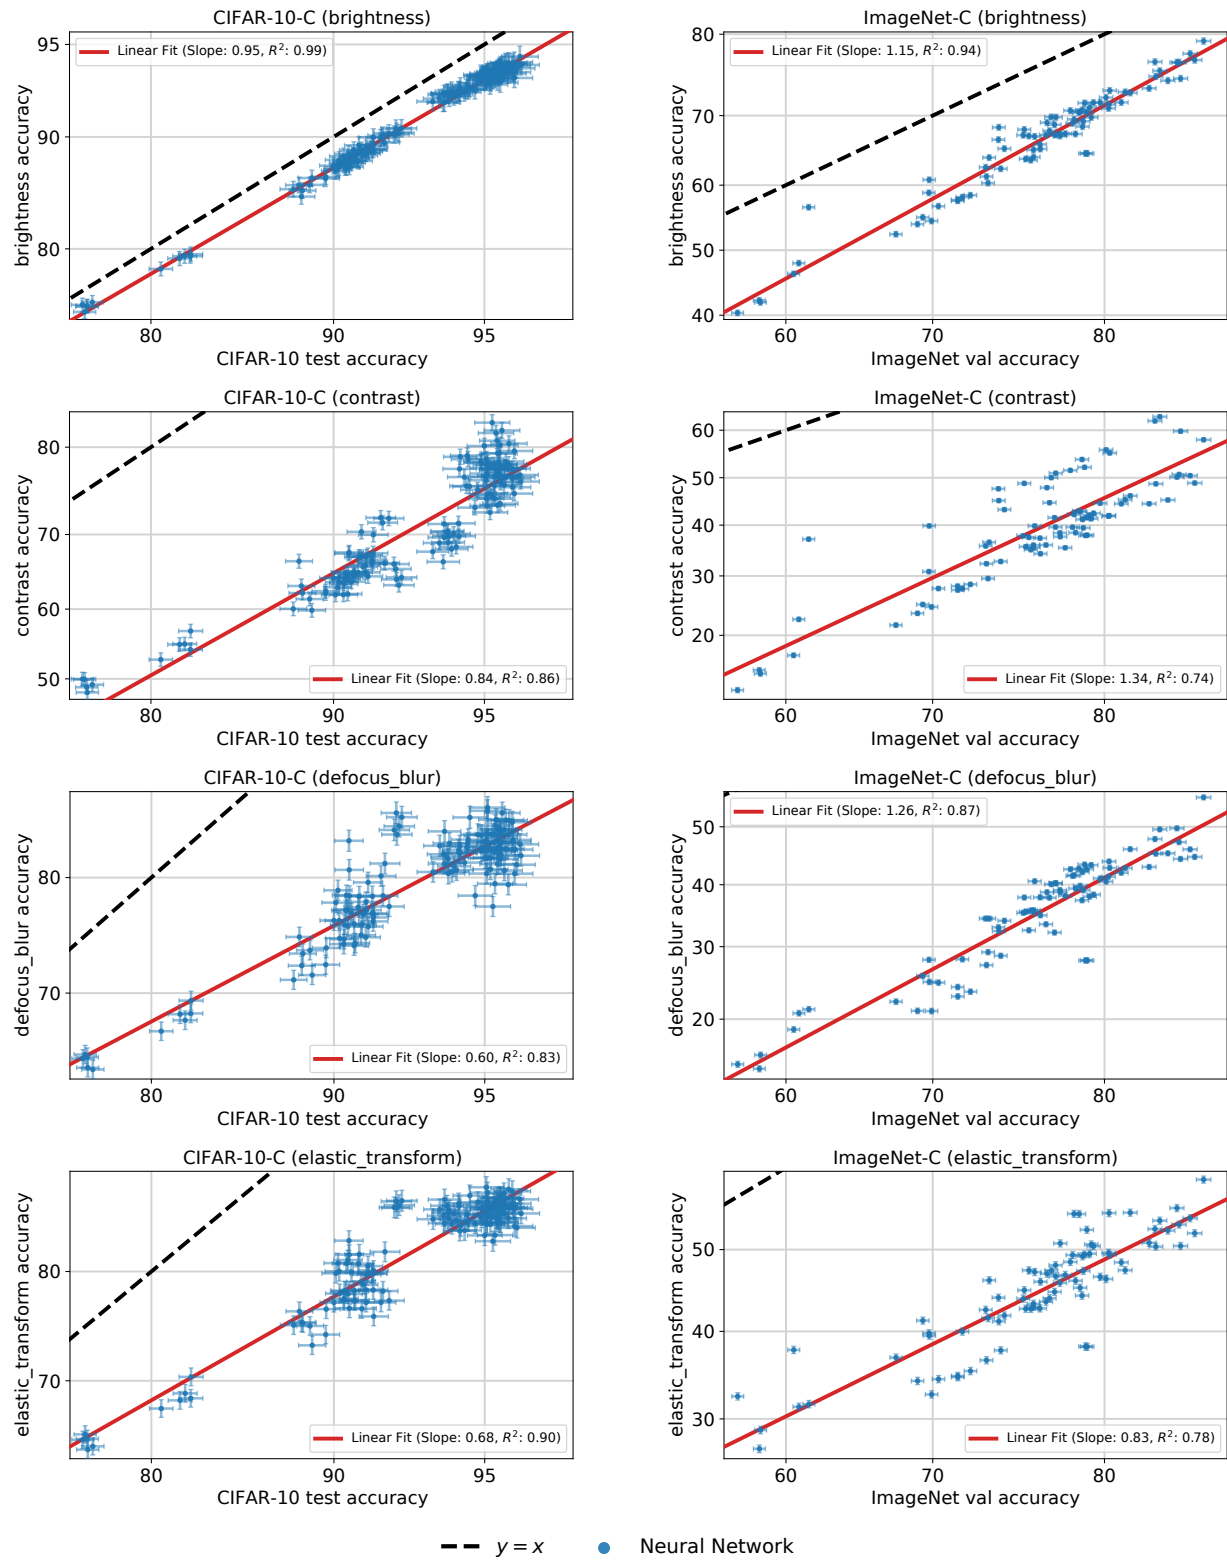 CIFAR-10-C (brightness)
Linear Fit (Slope: 0.95, R²: 0.99)
95
90
80
brightness accuracy
80
90
95
CIFAR-10 test accuracy
ImageNet-C (brightness)
Linear Fit (Slope: 1.15, R²: 0.94)
80
70
60
50
40
brightness accuracy
60
70
80
ImageNet val accuracy
CIFAR-10-C (contrast)
80
70
60
50
contrast accuracy
Linear Fit (Slope: 0.84, R²: 0.86)
80
90
95
CIFAR-10 test accuracy
ImageNet-C (contrast)
60
50
40
30
20
contrast accuracy
Linear Fit (Slope: 1.34, R²: 0.74)
60
70
80
ImageNet val accuracy
CIFAR-10-C (defocus_blur)
80
70
defocus_blur accuracy
Linear Fit (Slope: 0.60, R²: 0.83)
80
90
95
CIFAR-10 test accuracy
ImageNet-C (defocus_blur)
Linear Fit (Slope: 1.26, R²: 0.87)
50
40
30
20
defocus_blur accuracy
60
70
80
ImageNet val accuracy
CIFAR-10-C (elastic_transform)
80
70
elastic_transform accuracy
Linear Fit (Slope: 0.68, R²: 0.90)
80
90
95
CIFAR-10 test accuracy
ImageNet-C (elastic_transform)
50
40
30
elastic_transform accuracy
Linear Fit (Slope: 0.83, R²: 0.78)
60
70
80
ImageNet val accuracy
y = x
Neural Network